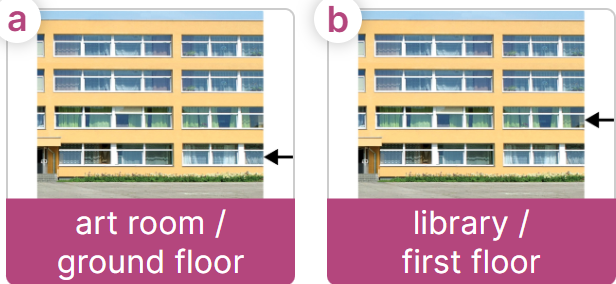 a
art room /
ground floor
b
library /
first floor